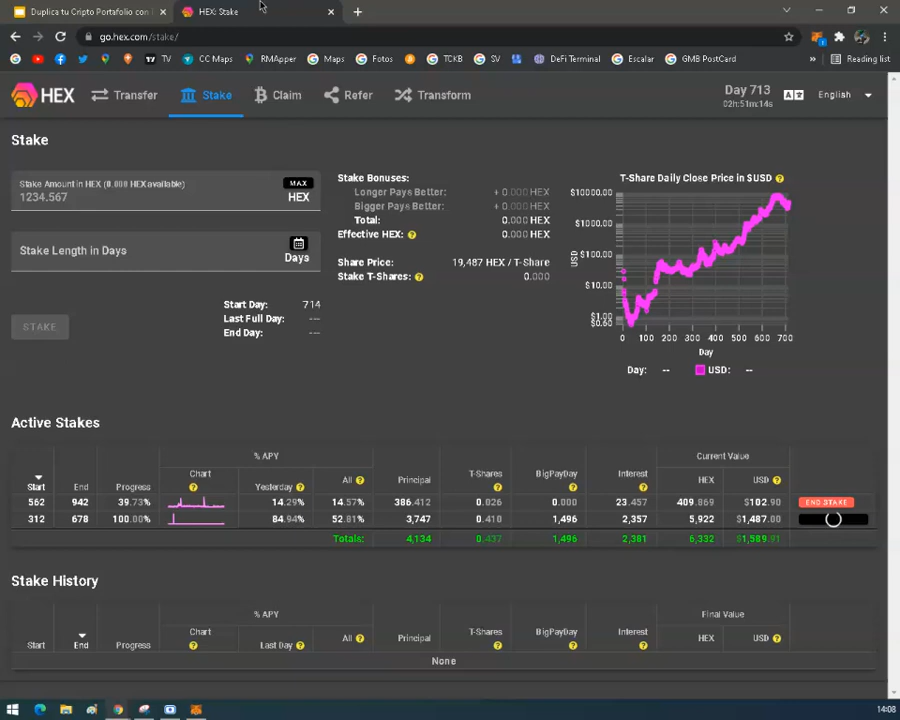 Duplica tu Cripto Portafolio con
HEX: Stake
go.hex.com/stake/
TV CC Maps RMApper Maps Fotos TCKB SV DeFi Terminal Escalar GMB PostCard » Reading list
HEX Transfer Stake Claim Refer Transform Day 713 English
02h:51m:14s
Stake
Stake Amount in HEX (0.000 HEX available) MAX
1234.567 HEX
Stake Length in Days Days
Start Day: 714
Last Full Day: ---
End Day: ---
STAKE
Stake Bonuses:
Longer Pays Better: + 0.000 HEX
Bigger Pays Better: + 0.000 HEX
Total: 0.000 HEX
Effective HEX: ? 0.000 HEX
Share Price: 19,487 HEX / T-Share
Stake T-Shares: ? 0.000
T-Share Daily Close Price in $USD ?
$10000.00
$1000.00
$100.00
$10.00
$1.00
$0.60
USD
0 100 200 300 400 500 600 700
Day
Day: -- USD: --
Active Stakes
% APY Current Value
Start End Progress Chart ? Yesterday ? All ? Principal T-Shares ? BigPayDay ? Interest ? HEX USD ?
562 942 39.73% 14.29% 14.57% 386.412 0.026 0.000 23.457 409.869 $102.90 END STAKE
312 678 100.00% 84.94% 52.81% 3,747 0.410 1,496 2,357 5,922 $1,487.00
Totals: 4,134 0.437 1,496 2,381 6,332 $1,589.91
Stake History
% APY Final Value
Start End Progress Chart ? Last Day ? All ? Principal T-Shares ? BigPayDay ? Interest ? HEX USD ?
None
14:08